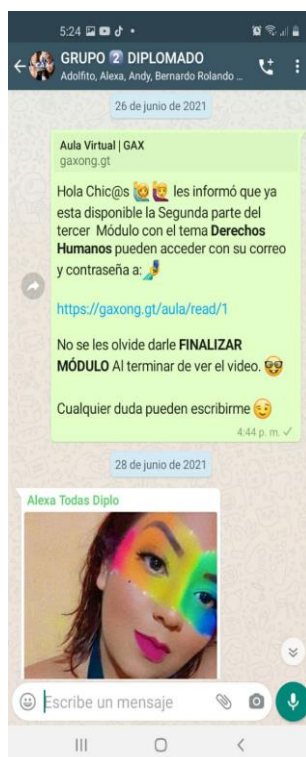 5:24
GRUPO 2 DIPLOMADO
Adolfito, Alexa, Andy, Bernardo Rolando ...
26 de junio de 2021
Aula Virtual | GAX
gaxong.gt
Hola Chic@s 🙋🙋‍♂️ les informó que ya
esta disponible la Segunda parte del
tercer Módulo con el tema Derechos
Humanos pueden acceder con su correo
y contraseña a: 🤳
https://gaxong.gt/aula/read/1
No se les olvide darle FINALIZAR
MÓDULO Al terminar de ver el video. 🤓
Cualquier duda pueden escribirme 😉
4:44 p. m.
28 de junio de 2021
Alexa Todas Diplo
Escribe un mensaje